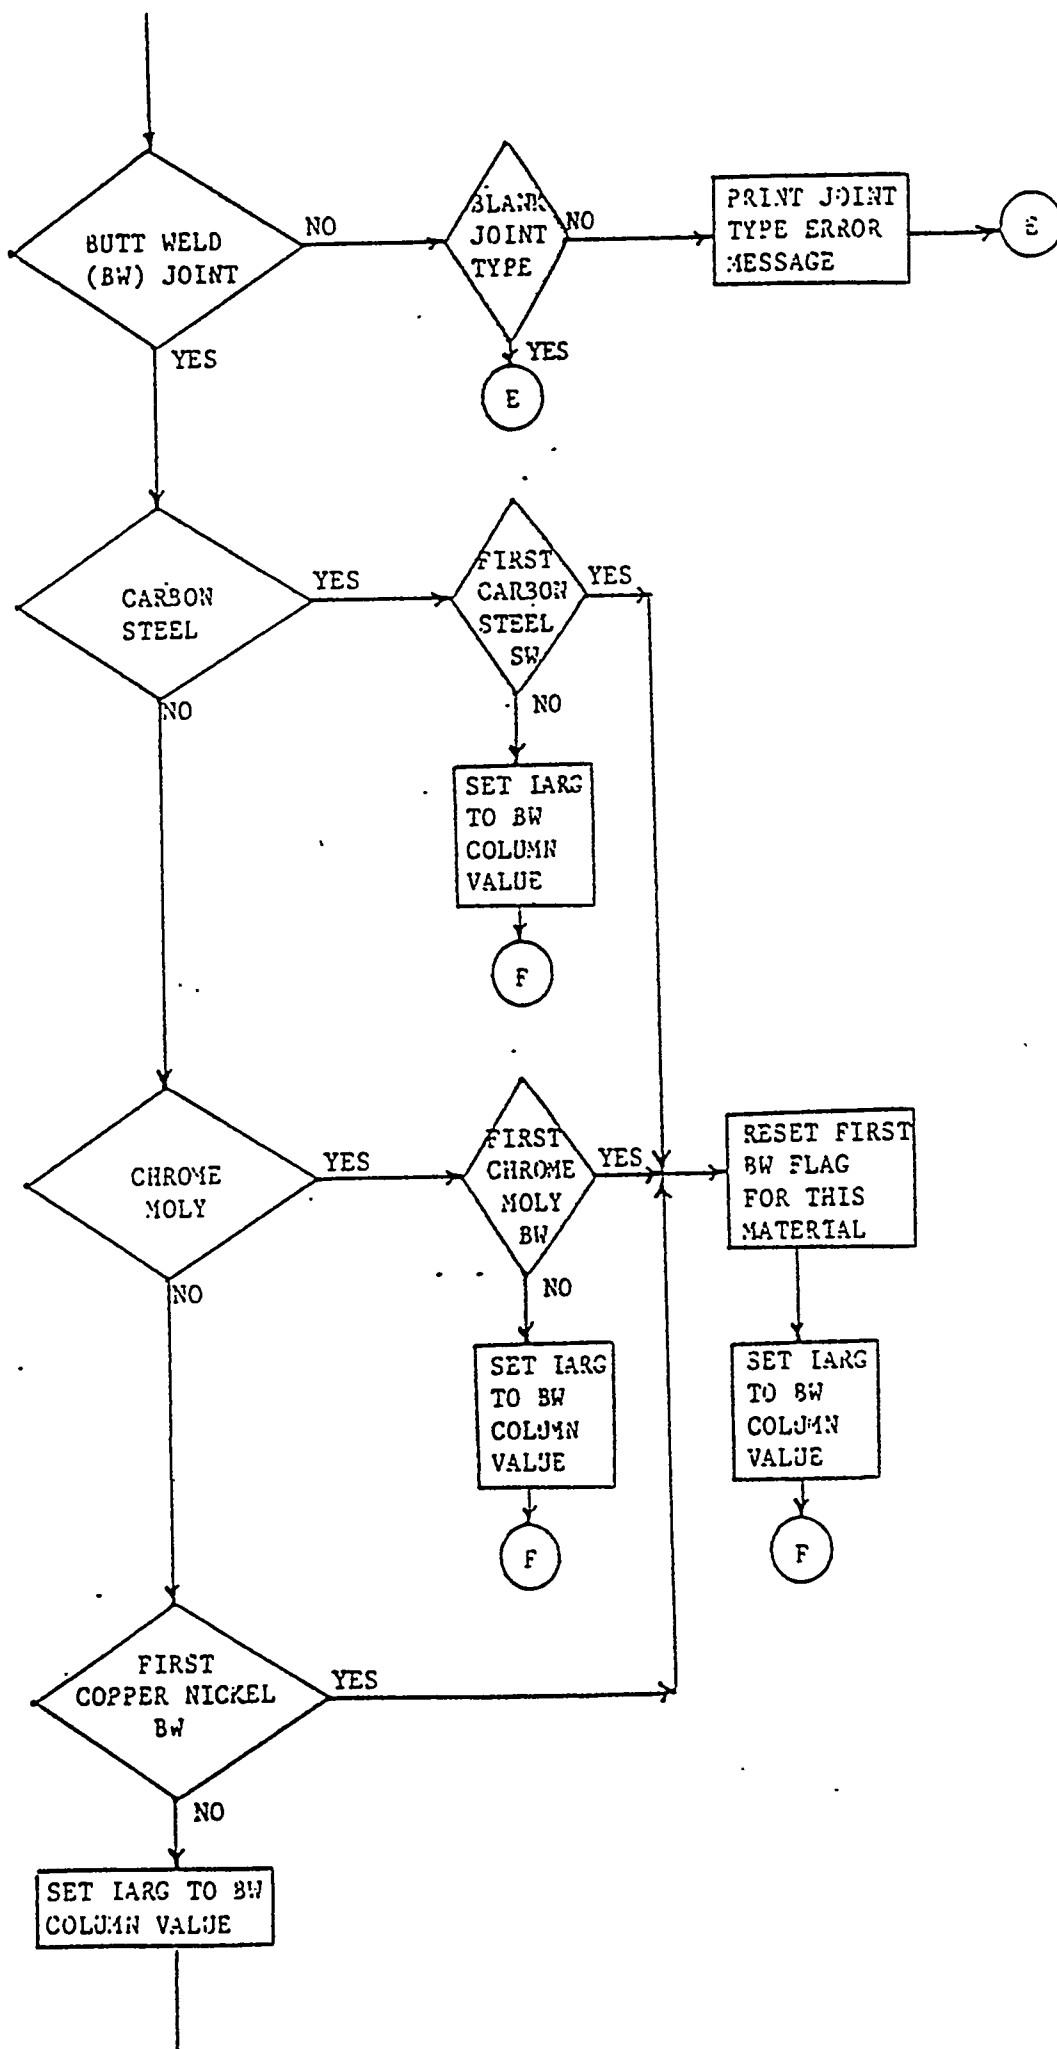 BUTT WELD
(BW) JOINT
NO
BLANK
JOINT
TYPE
NO
PRINT JOINT
TYPE ERROR
MESSAGE
E
YES
YES
E
CARBON
STEEL
YES
FIRST
CARBON
STEEL
SW
YES
NO
NO
SET IARG
TO BW
COLUMN
VALUE
F
CHROME
MOLY
YES
FIRST
CHROME
MOLY
BW
YES
RESET FIRST
BW FLAG
FOR THIS
MATERIAL
NO
NO
SET IARG
TO BW
COLUMN
VALUE
F
SET IARG
TO BW
COLUMN
VALUE
F
FIRST
COPPER NICKEL
BW
YES
NO
SET IARG TO BW
COLUMN VALUE